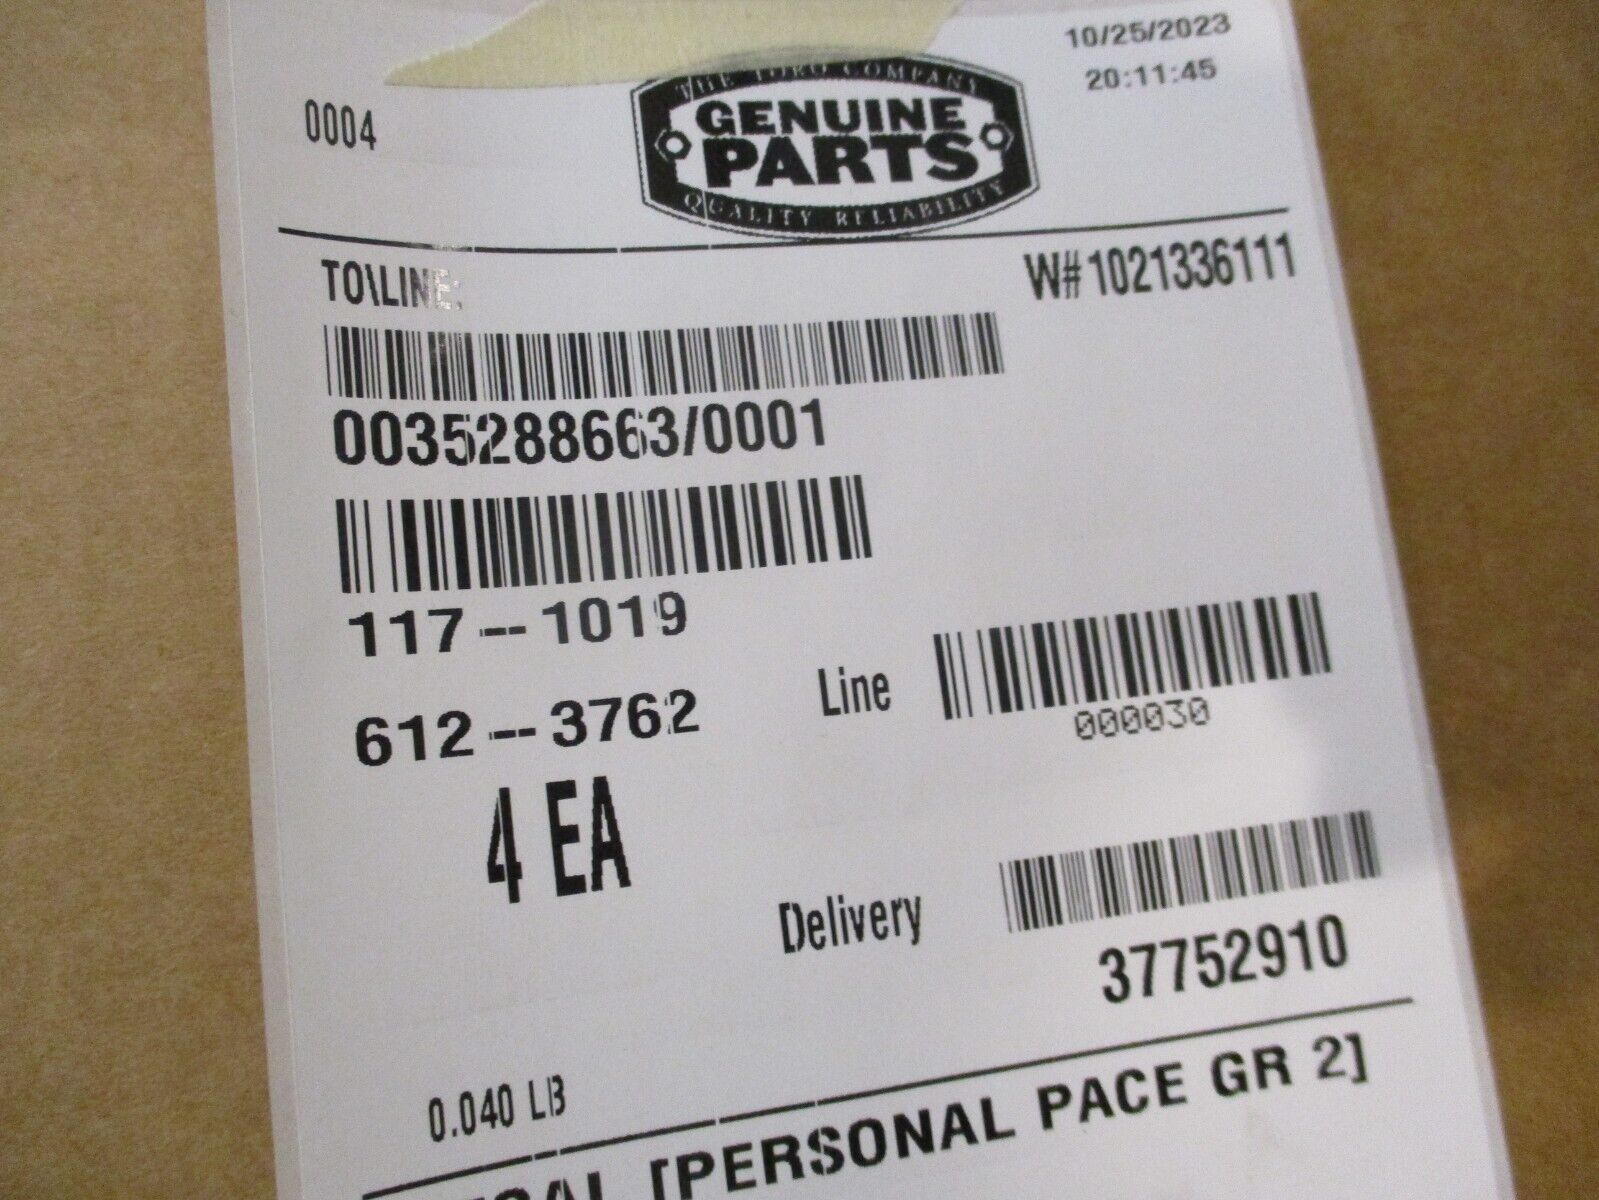 10/25/2023
20:11:45
0004
THE TORO COMPANY
GENUINE
PARTS
QUALITY RELIABILITY
TO\LINE:
W#1021336111
0035288663/0001
117--1019
612--3762
Line
000030
4 EA
Delivery
37752910
0.040 LB
[PERSONAL PACE GR 2]